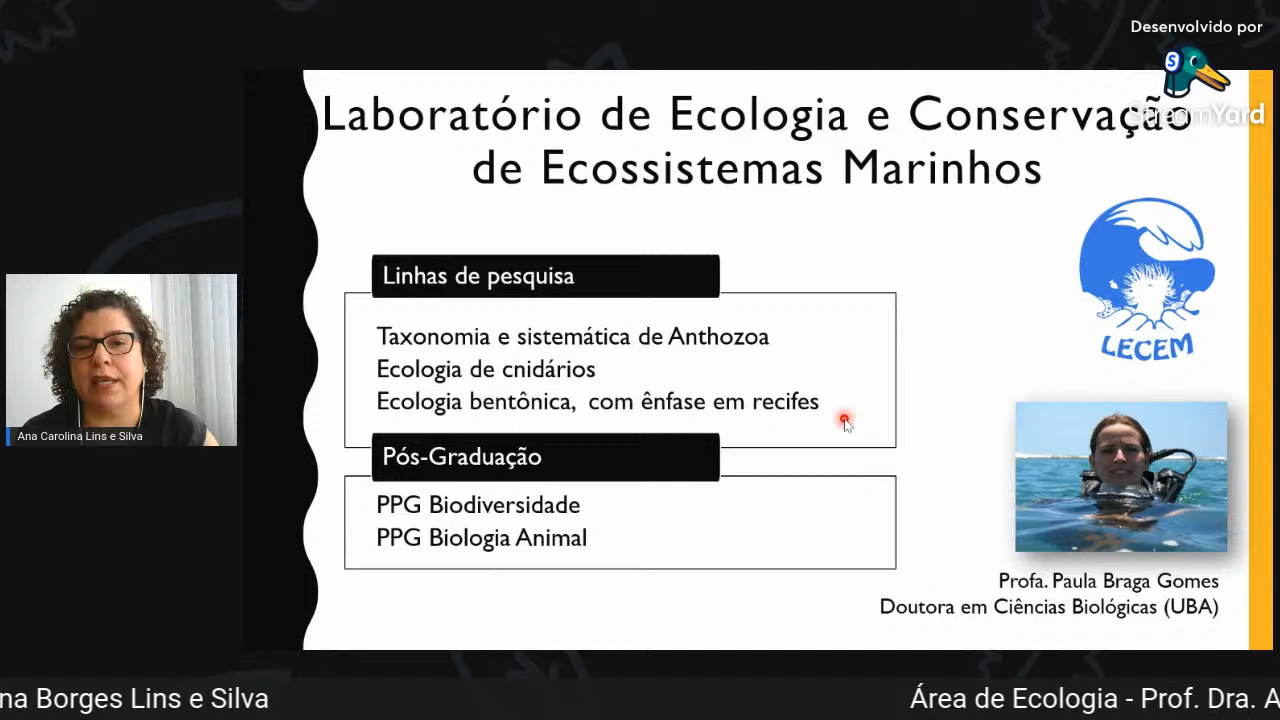 Desenvolvido por
StreamYard
Laboratório de Ecologia e Conservação
de Ecossistemas Marinhos
Linhas de pesquisa
Taxonomia e sistemática de Anthozoa
Ecologia de cnidários
Ecologia bentônica, com ênfase em recifes
Pós-Graduação
PPG Biodiversidade
PPG Biologia Animal
LECEM
Profa. Paula Braga Gomes
Doutora em Ciências Biológicas (UBA)
Ana Carolina Lins e Silva
na Borges Lins e Silva
Área de Ecologia - Prof. Dra. A